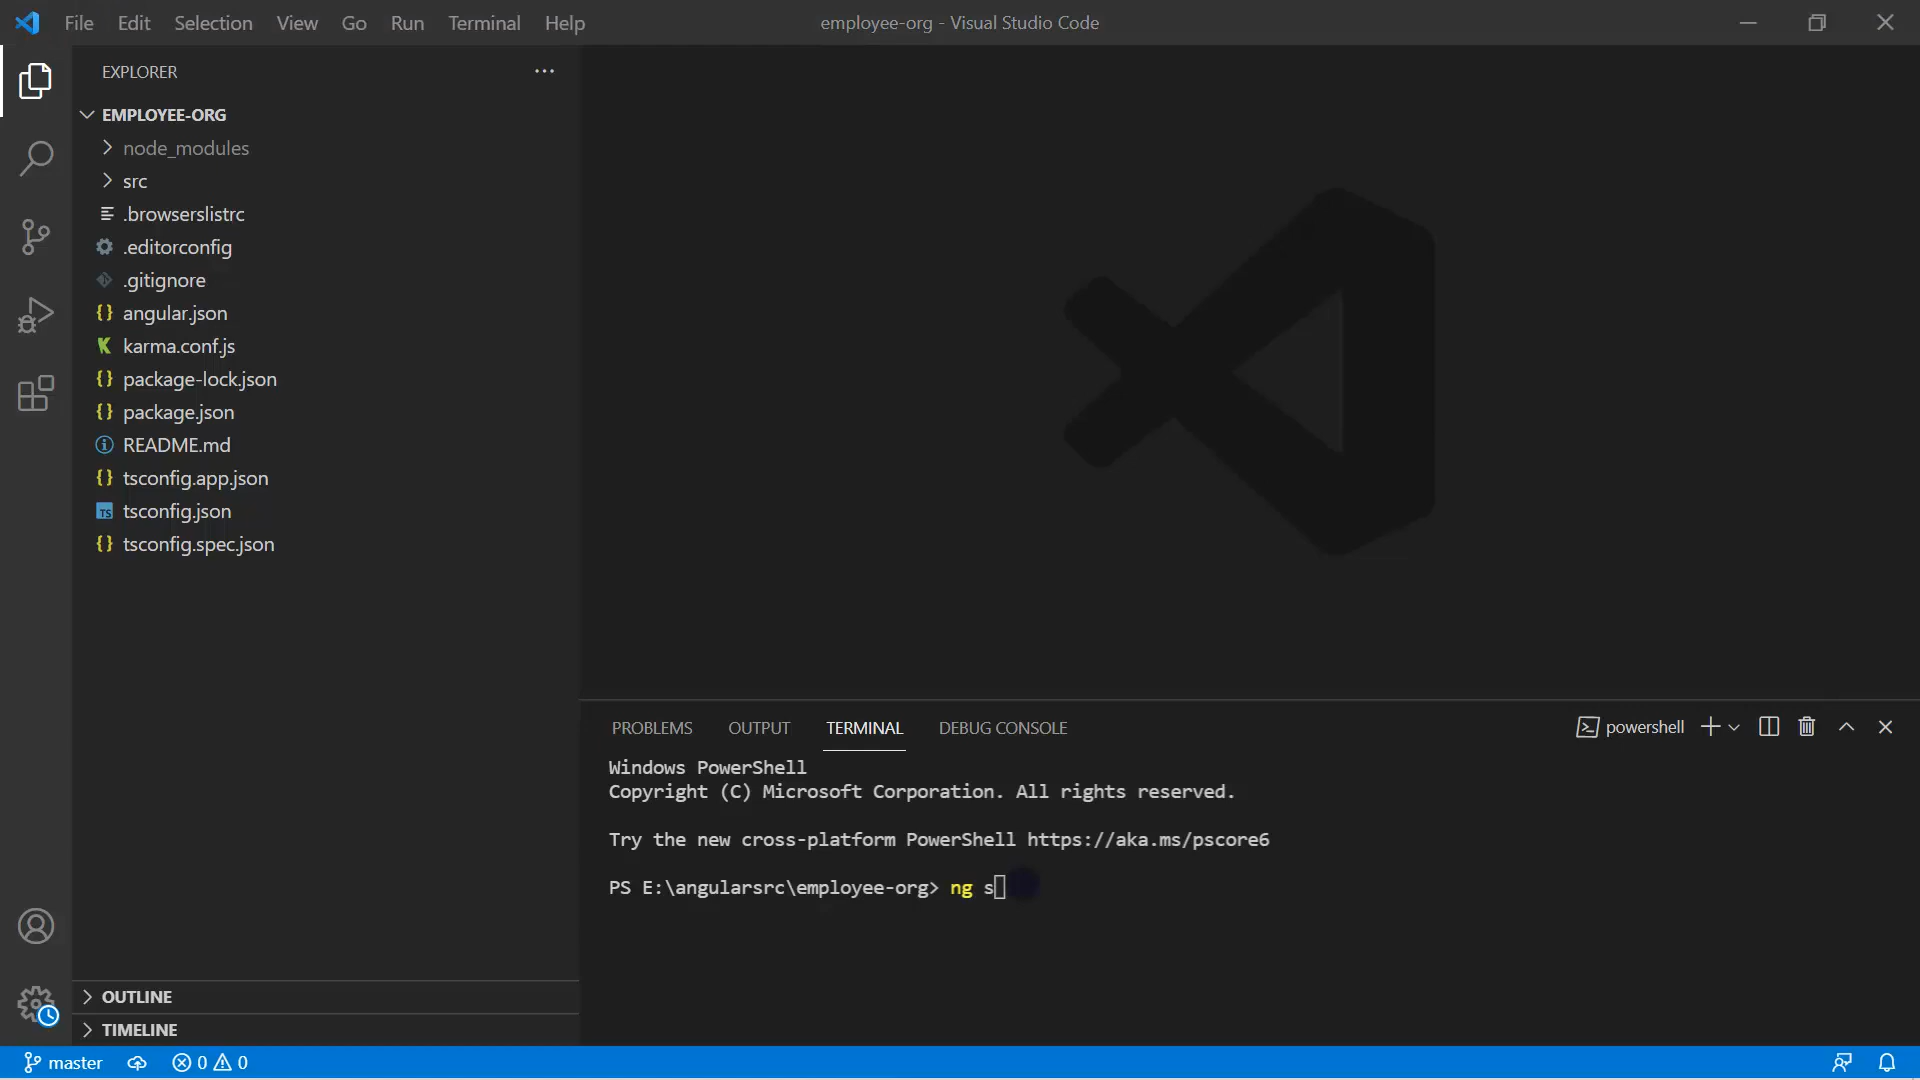 File Edit Selection View Go Run Terminal Help
employee-org - Visual Studio Code
EXPLORER
EMPLOYEE-ORG
node_modules
src
.browserslistrc
.editorconfig
.gitignore
angular.json
karma.conf.js
package-lock.json
package.json
README.md
tsconfig.app.json
TS tsconfig.json
tsconfig.spec.json
OUTLINE
TIMELINE
PROBLEMS OUTPUT TERMINAL DEBUG CONSOLE
powershell
Windows PowerShell
Copyright (C) Microsoft Corporation. All rights reserved.
Try the new cross-platform PowerShell https://aka.ms/pscore6
PS E:\angularsrc\employee-org> ng s
master 0 0